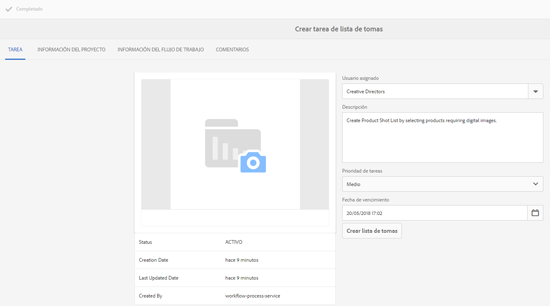 Completado
Crear tarea de lista de tomas
TAREA
INFORMACIÓN DEL PROYECTO
INFORMACIÓN DEL FLUJO DE TRABAJO
COMENTARIOS
Usuario asignado
Creative Directors
Descripción
Create Product Shot List by selecting products requiring digital images.
Prioridad de tareas
Medio
Fecha de vencimiento
20/05/2018 17:02
Crear lista de tomas
Status ACTIVO
Creation Date hace 9 minutos
Last Updated Date hace 9 minutos
Created By workflow-process-service